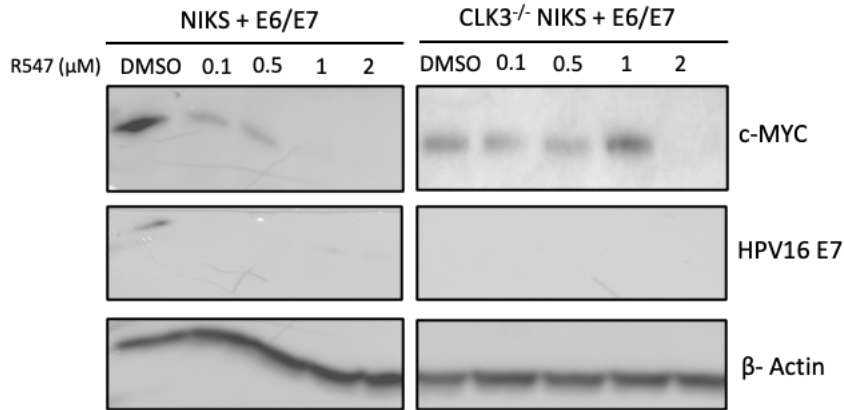 NIKS + E6/E7 CLK3-/- NIKS + E6/E7
R547 (µM) DMSO 0.1 0.5 1 2 DMSO 0.1 0.5 1 2
c-MYC
HPV16 E7
β- Actin